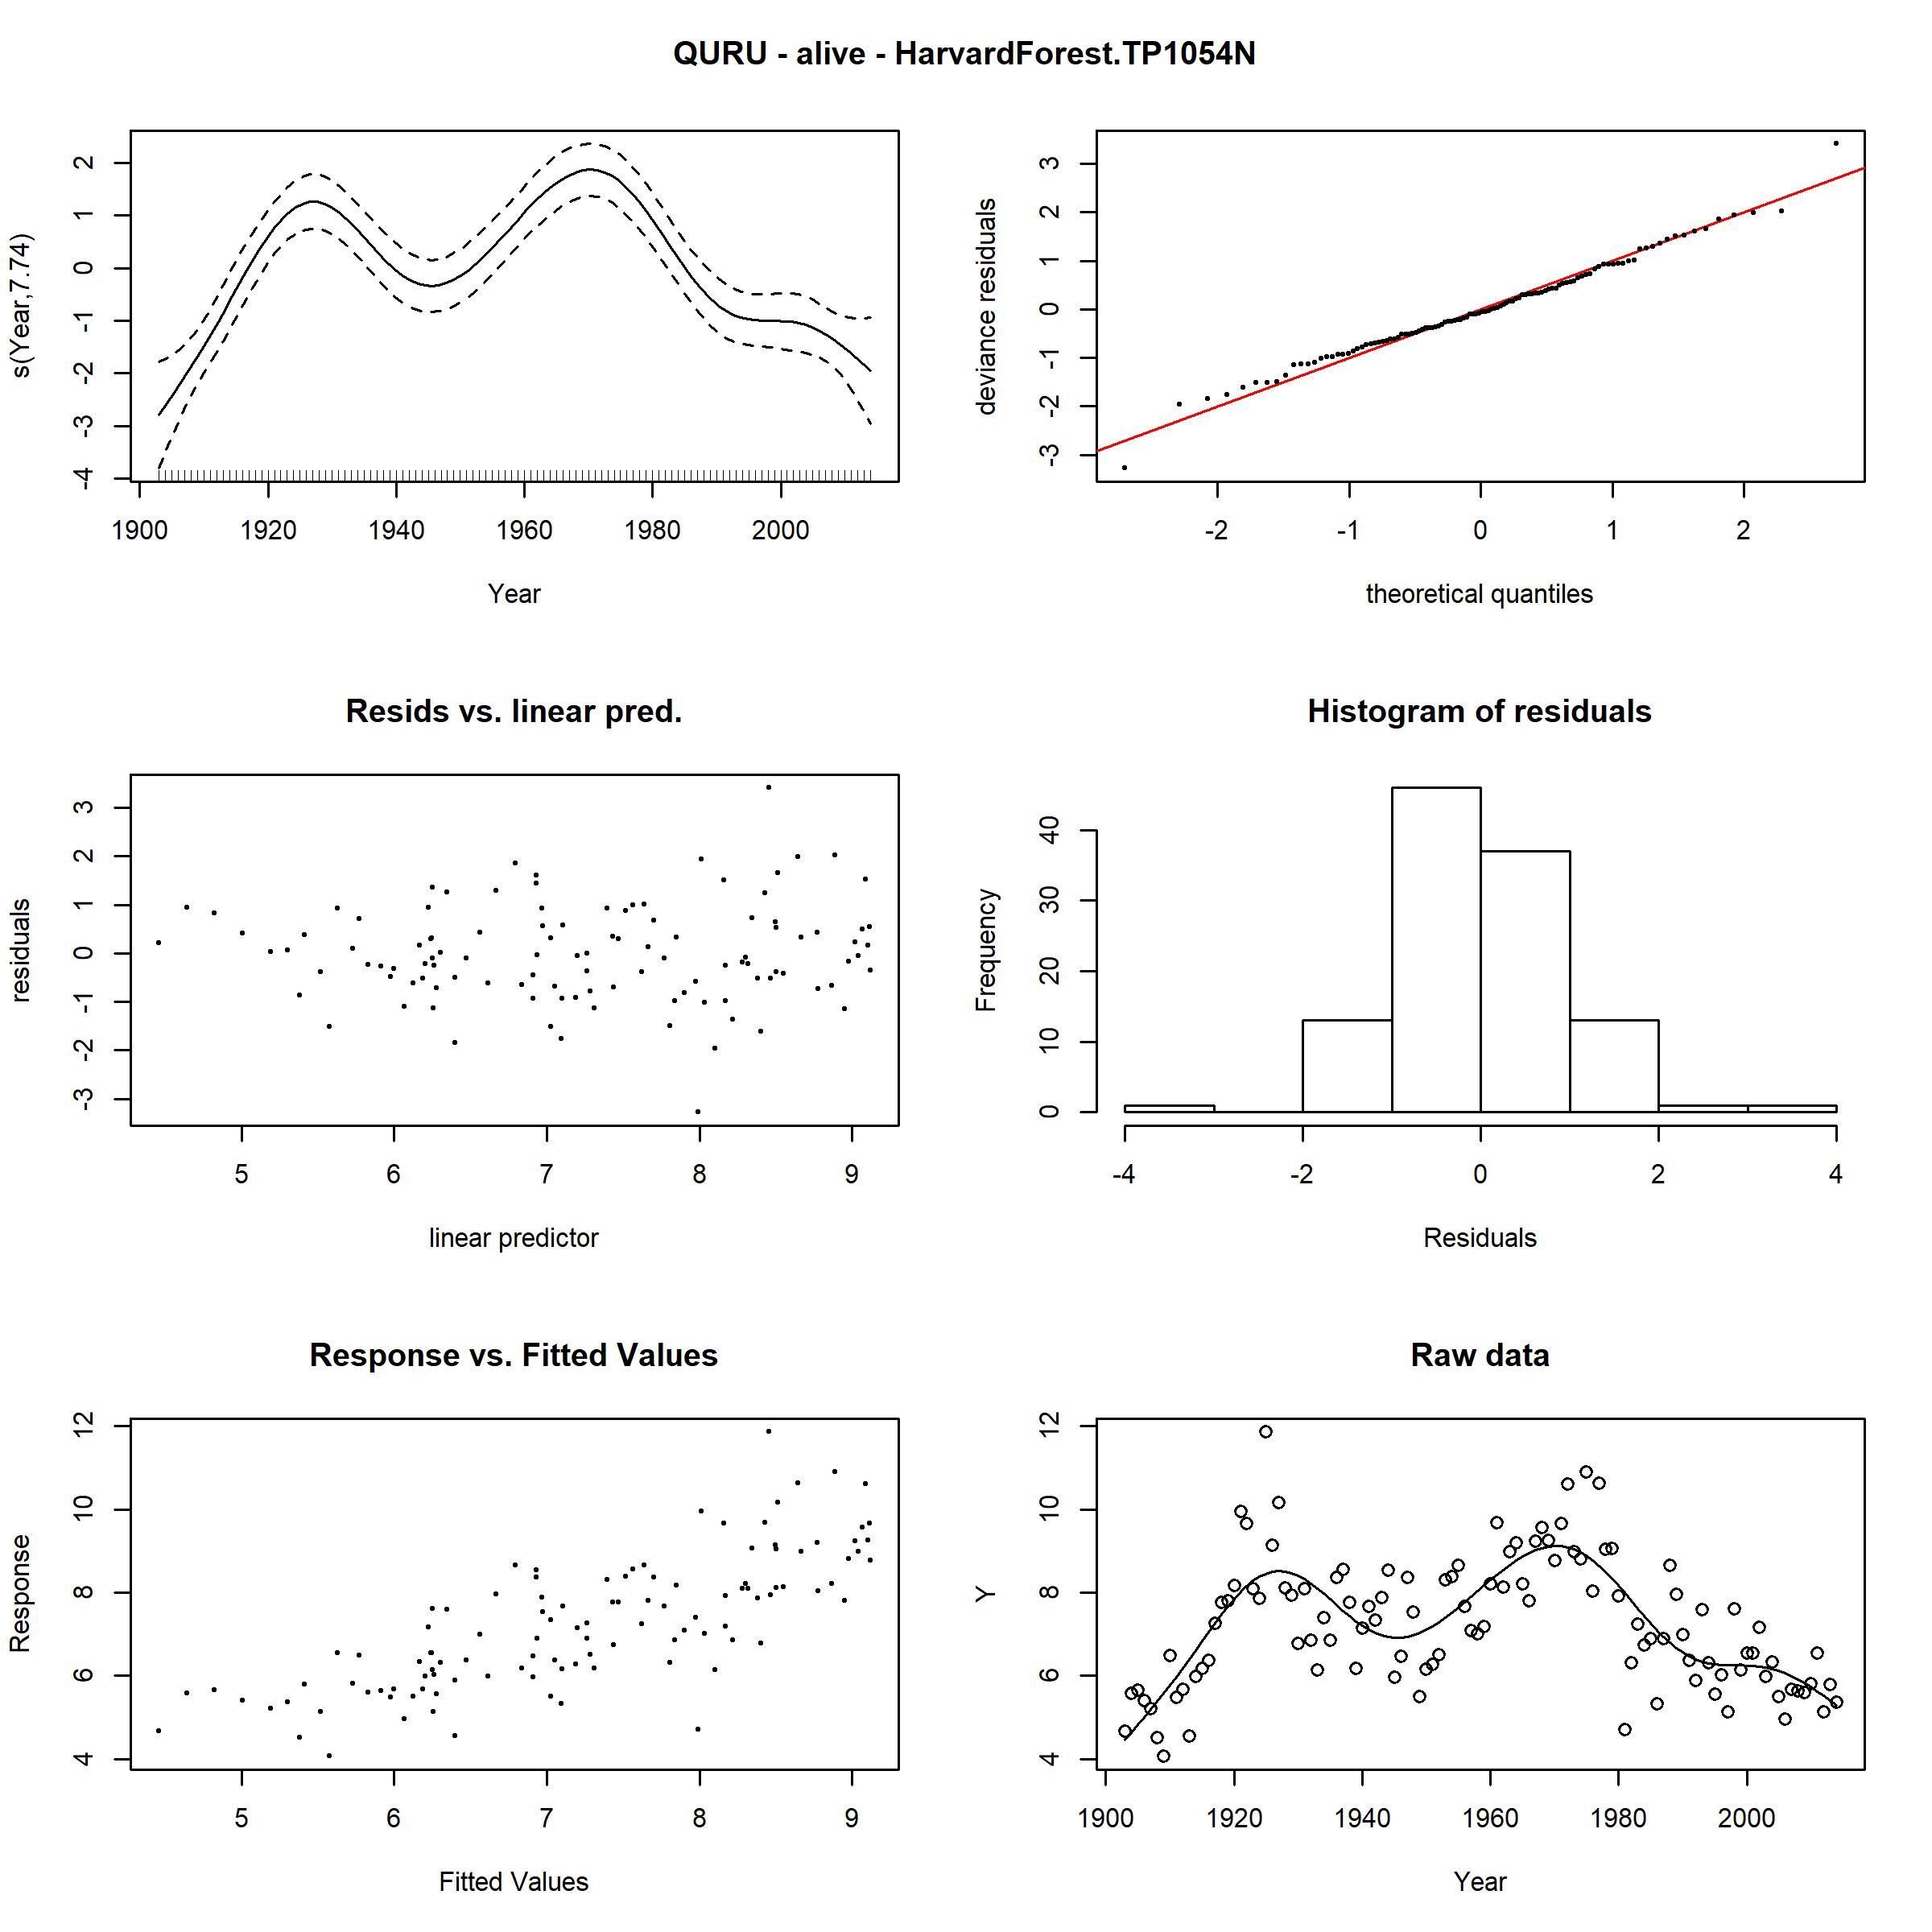 QURU - alive - HarvardForest.TP1054N
s(Year,7.74)
2
1
0
-1
-2
-3
-4
1900 1920 1940 1960 1980 2000
Year
deviance residuals
3
2
1
0
-1
-2
-3
-2 -1 0 1 2
theoretical quantiles
Resids vs. linear pred.
residuals
3
2
1
0
-1
-2
-3
5 6 7 8 9
linear predictor
Histogram of residuals
Frequency
40
30
20
10
0
-4 -2 0 2 4
Residuals
Response vs. Fitted Values
Response
12
10
8
6
4
5 6 7 8 9
Fitted Values
Raw data
Y
12
10
8
6
4
1900 1920 1940 1960 1980 2000
Year